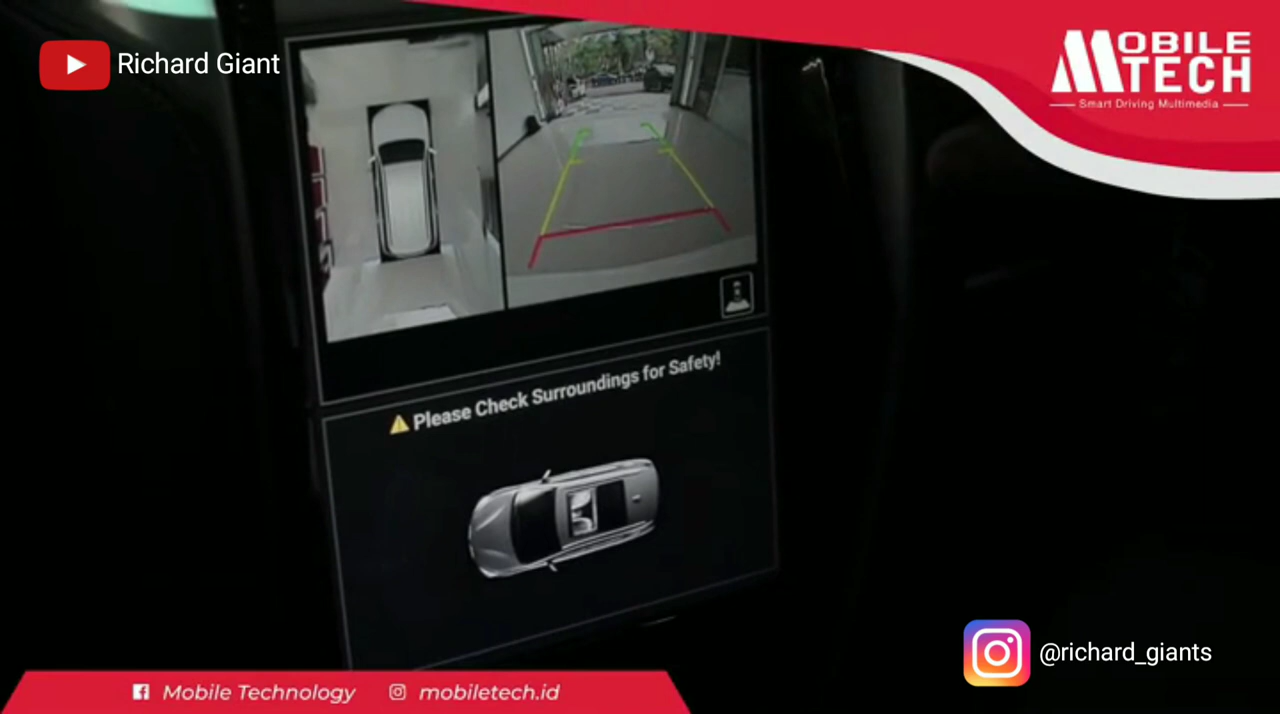 Richard Giant
MOBILE
TECH
Smart Driving Multimedia
Please Check Surroundings for Safety!
@richard_giants
Mobile Technology
mobiletech.id